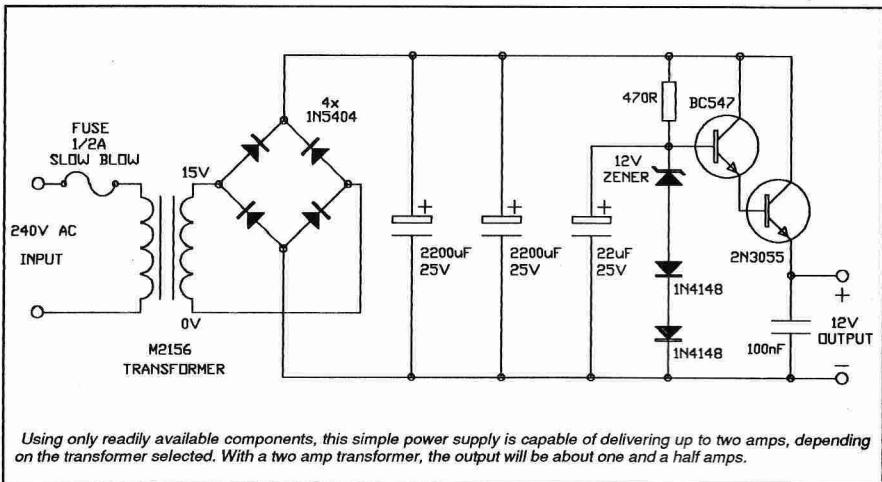 4x
1N5404
FUSE
1/2A
SLOW BLOW
15V
240V AC
INPUT
0V
M2156
TRANSFORMER
+
2200uF
25V
+
2200uF
25V
+
22uF
25V
470R
BC547
12V
ZENER
1N4148
1N4148
2N3055
+
12V
OUTPUT
100nF
−
Using only readily available components, this simple power supply is capable of delivering up to two amps, depending
on the transformer selected. With a two amp transformer, the output will be about one and a half amps.